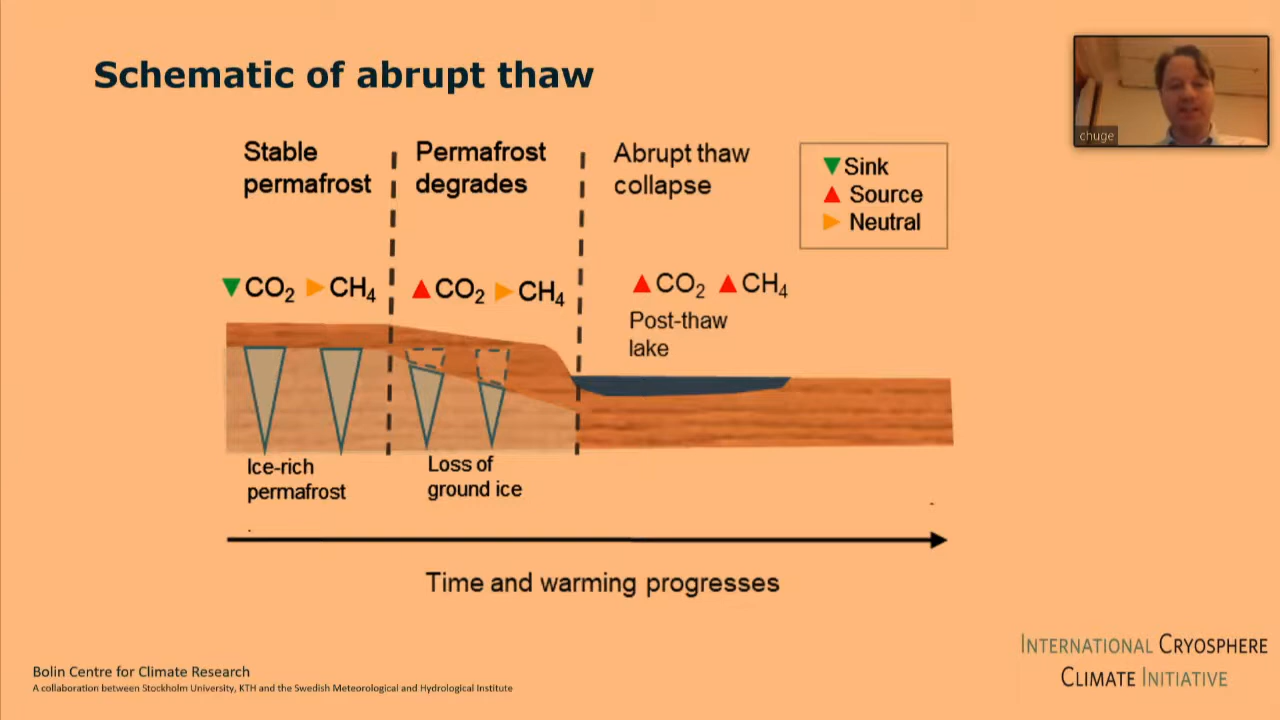 Schematic of abrupt thaw
chuge
Stable
permafrost
Permafrost
degrades
Abrupt thaw
collapse
Sink
Source
Neutral
CO₂ CH₄
CO₂ CH₄
CO₂ CH₄
Post-thaw
lake
Ice-rich
permafrost
Loss of
ground ice
Time and warming progresses
Bolin Centre for Climate Research
A collaboration between Stockholm University, KTH and the Swedish Meteorological and Hydrological Institute
INTERNATIONAL CRYOSPHERE
CLIMATE INITIATIVE